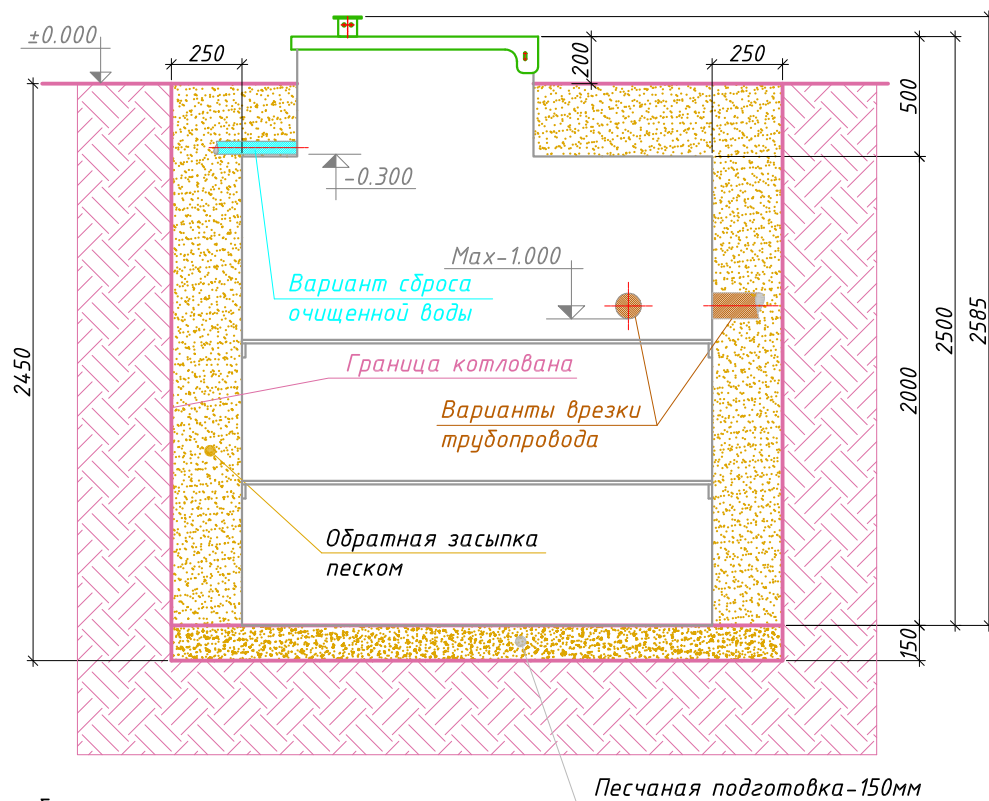 ±0.000
250
200
250
500
-0.300
Max-1.000
Вариант сброса
очищенной воды
2500
2585
Граница котлована
2450
2000
Варианты врезки
трубопровода
Обратная засыпка
песком
150
Песчаная подготовка-150мм